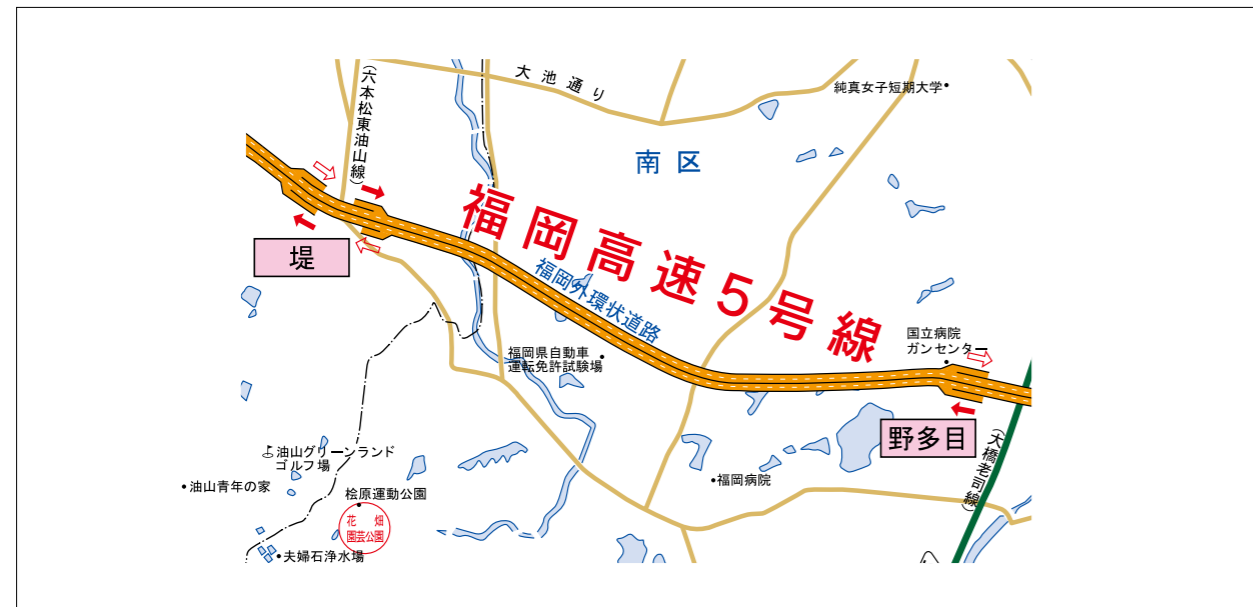 大池通り
純真女子短期大学
(六本松東油山線)
南区
福岡高速5号線
福岡外環状道路
堤
国立病院
ガンセンター
福岡県自動車
運転免許試験場
野多目
(大橋老司線)
油山グリーンランド
ゴルフ場
油山青年の家
福岡病院
桧原運動公園
花畑
園芸公園
夫婦石浄水場